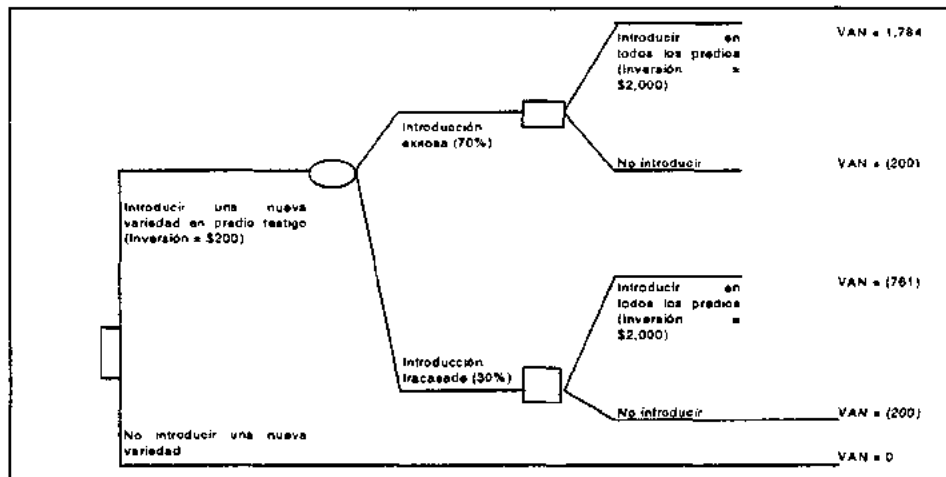 Introducir en
todos los predios
(Inversión =
$2,000)
VAN = 1,784
Introducción
exitosa (70%)
No introducir
VAN = (200)
Introducir una nueva
variedad en predio testigo
(Inversión = $200)
Introducir en
todos los predios
(Inversión =
$2,000)
VAN = (761)
Introducción
fracasade (30%)
No introducir
VAN = (200)
No introducir una nueva
variedad
VAN = 0